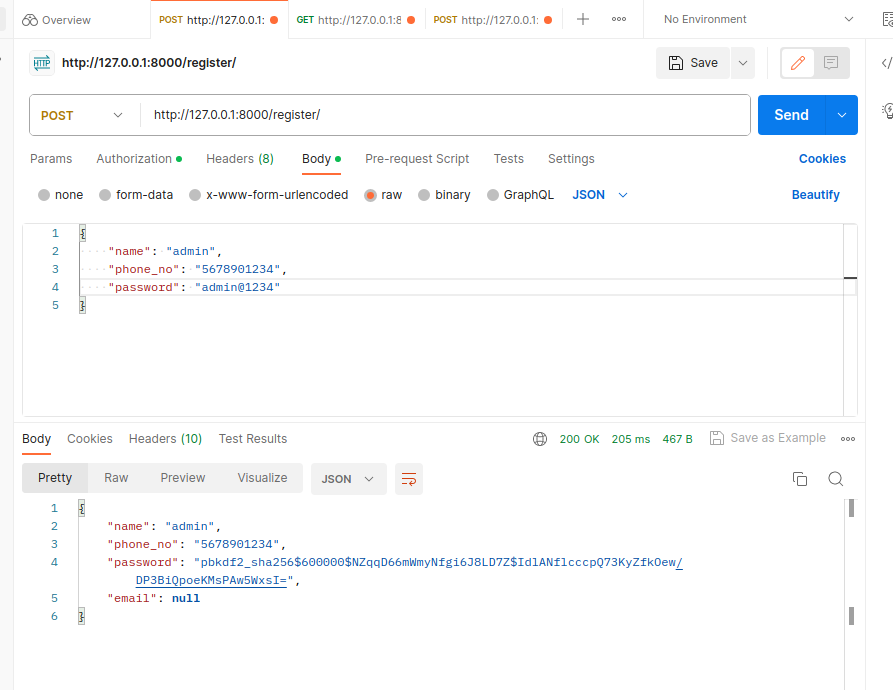 Overview
POST http://127.0.0.1:
GET http://127.0.0.1:8
POST http://127.0.0.1:
No Environment
HTTP http://127.0.0.1:8000/register/
Save
POST http://127.0.0.1:8000/register/
Send
Params Authorization Headers (8) Body Pre-request Script Tests Settings Cookies
none form-data x-www-form-urlencoded raw binary GraphQL JSON Beautify
1 {
2 "name": "admin",
3 "phone_no": "5678901234",
4 "password": "admin@1234"
5 }
Body Cookies Headers (10) Test Results 200 OK 205 ms 467 B Save as Example
Pretty Raw Preview Visualize JSON
1 {
2 "name": "admin",
3 "phone_no": "5678901234",
4 "password": "pbkdf2_sha256$600000$NZqqD66mWmyNfgi6J8LD7Z$IdlANflcccpQ73KyZfkOew/
DP3BiQpoeKMsPAw5WxsI=",
5 "email": null
6 }